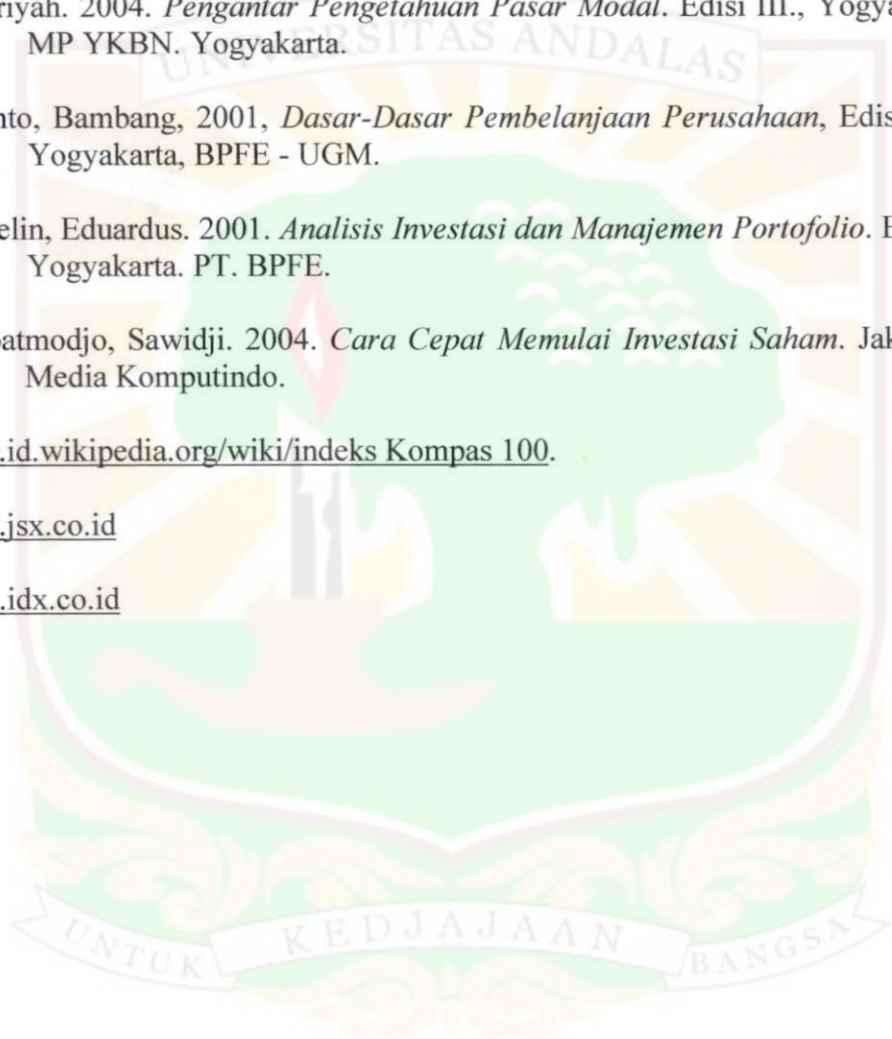 riyah. 2004. Pengantar Pengetahuan Pasar Modal. Edisi III., Yogya
MP YKBN. Yogyakarta.
UNIVERSITAS ANDALAS
nto, Bambang, 2001, Dasar-Dasar Pembelanjaan Perusahaan, Edis
Yogyakarta, BPFE - UGM.
elin, Eduardus. 2001. Analisis Investasi dan Manajemen Portofolio. E
Yogyakarta. PT. BPFE.
atmodjo, Sawidji. 2004. Cara Cepat Memulai Investasi Saham. Jak
Media Komputindo.
.id.wikipedia.org/wiki/indeks Kompas 100.
.jsx.co.id
.idx.co.id
UNTUK KEDJAJAAN BANGSA